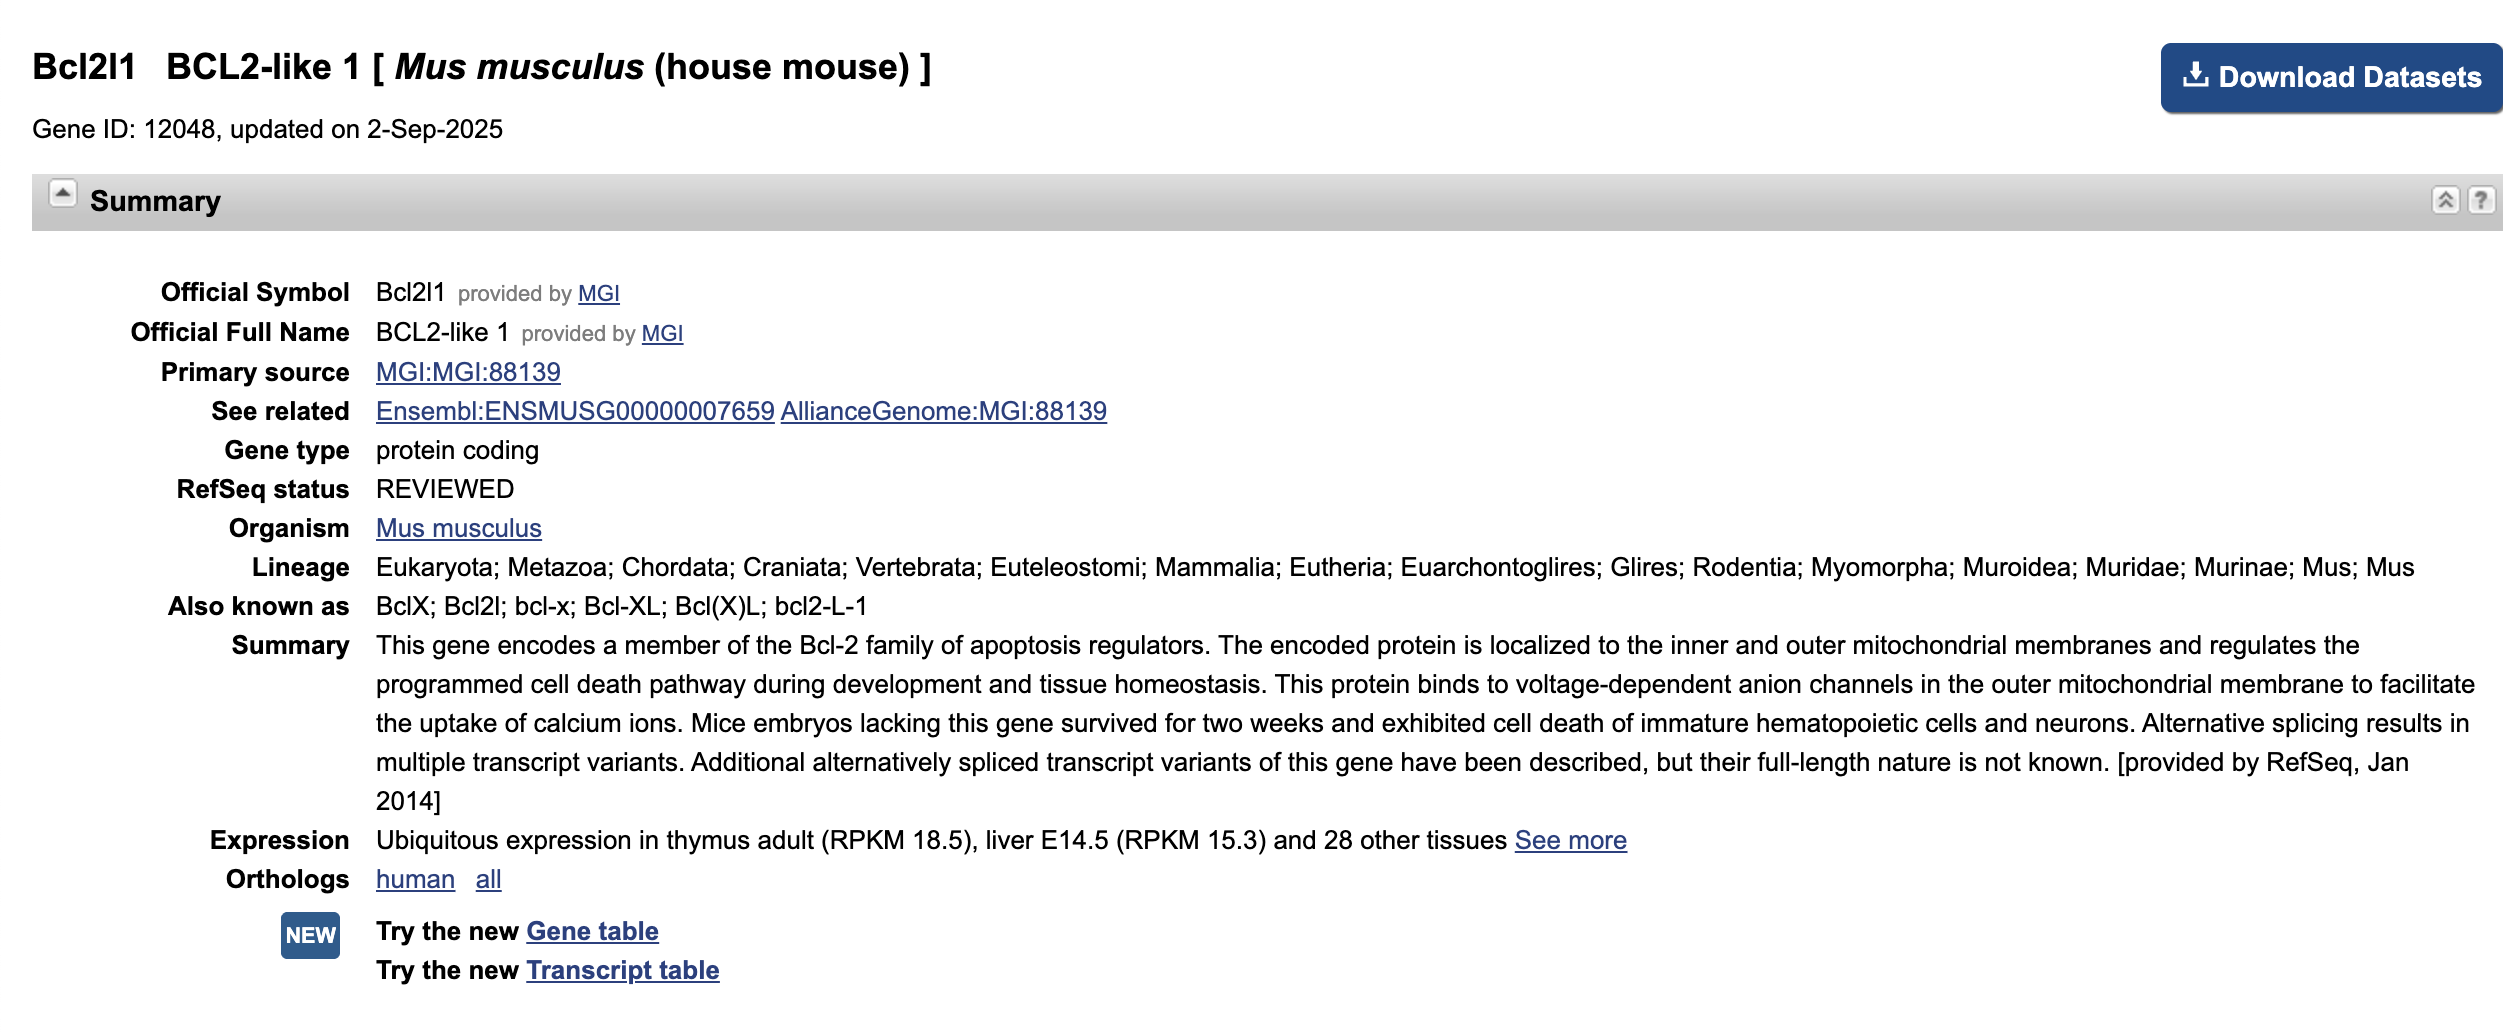 Bcl2l1 BCL2-like 1 [ Mus musculus (house mouse) ]
Download Datasets
Gene ID: 12048, updated on 2-Sep-2025
Summary
?
Official Symbol Bcl2l1 provided by MGI
Official Full Name BCL2-like 1 provided by MGI
Primary source MGI:MGI:88139
See related Ensembl:ENSMUSG00000007659 AllianceGenome:MGI:88139
Gene type protein coding
RefSeq status REVIEWED
Organism Mus musculus
Lineage Eukaryota; Metazoa; Chordata; Craniata; Vertebrata; Euteleostomi; Mammalia; Eutheria; Euarchontoglires; Glires; Rodentia; Myomorpha; Muroidea; Muridae; Murinae; Mus; Mus
Also known as BclX; Bcl2l; bcl-x; Bcl-XL; Bcl(X)L; bcl2-L-1
Summary This gene encodes a member of the Bcl-2 family of apoptosis regulators. The encoded protein is localized to the inner and outer mitochondrial membranes and regulates the
programmed cell death pathway during development and tissue homeostasis. This protein binds to voltage-dependent anion channels in the outer mitochondrial membrane to facilitate
the uptake of calcium ions. Mice embryos lacking this gene survived for two weeks and exhibited cell death of immature hematopoietic cells and neurons. Alternative splicing results in
multiple transcript variants. Additional alternatively spliced transcript variants of this gene have been described, but their full-length nature is not known. [provided by RefSeq, Jan
2014]
Expression Ubiquitous expression in thymus adult (RPKM 18.5), liver E14.5 (RPKM 15.3) and 28 other tissues See more
Orthologs human all
NEW Try the new Gene table
Try the new Transcript table